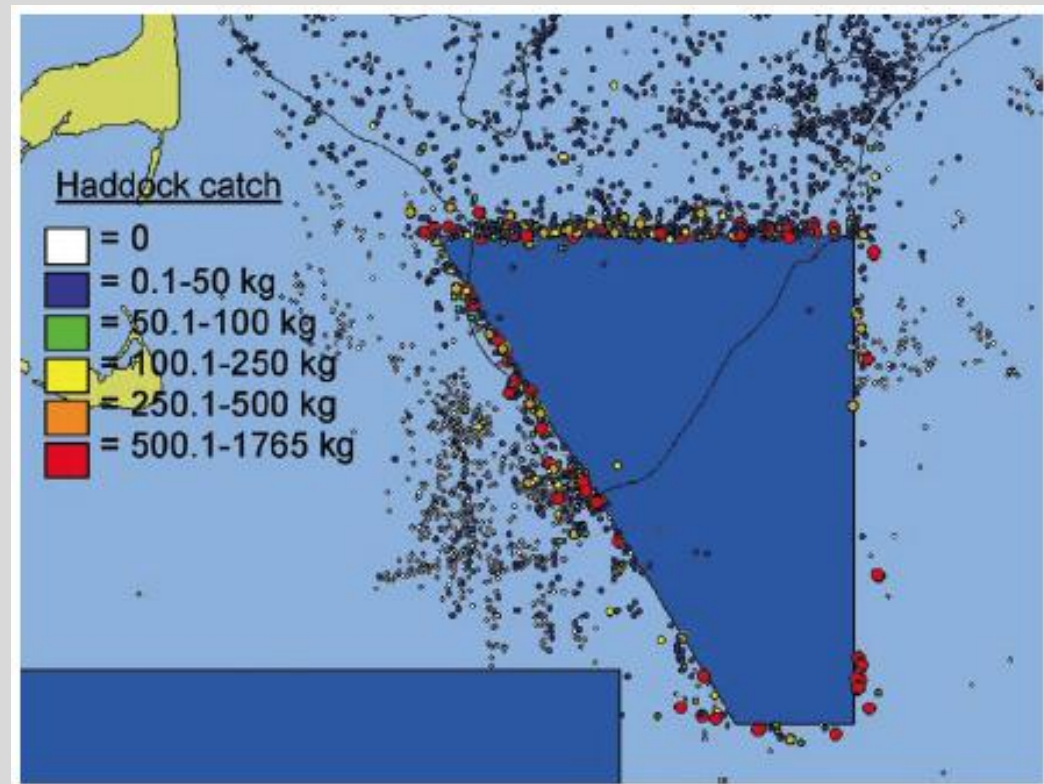 Haddock catch
= 0
= 0.1-50 kg
= 50.1-100 kg
= 100.1-250 kg
= 250.1-500 kg
= 500.1-1765 kg